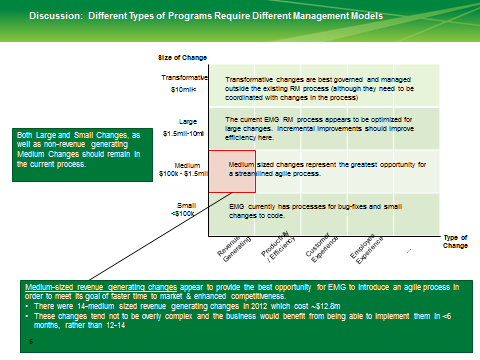 Discussion: Different Types of Programs Require Different Management Models
Size of Change
Transformative
$10mil<
Transformative changes are best governed and managed
outside the existing RM process (although they need to be
coordinated with changes in the process)
Large
$1.5mil-10mil
The current EMG RM process appears to be optimized for
large changes. Incremental improvements should improve
efficiency here.
Both Large and Small Changes, as
well as non-revenue generating
Medium Changes should remain in
the current process.
Medium
$100k - $1.5mil
Medium sized changes represent the greatest opportunity for
a streamlined agile process.
Small
<$100k
EMG currently has processes for bug-fixes and small
changes to code.
Revenue
Generating
Productivity
/ Efficiency
Customer
Experience
Employee
Experience
...
Type of
Change
Medium-sized revenue generating changes appear to provide the best opportunity for EMG to introduce an agile process in
order to meet its goal of faster time to market & enhanced competitiveness.
• There were 14-medium sized revenue generating changes in 2012 which cost ~$12.8m
• These changes tend not to be overly complex and the business would benefit from being able to implement them in <6
months, rather than 12-14
5